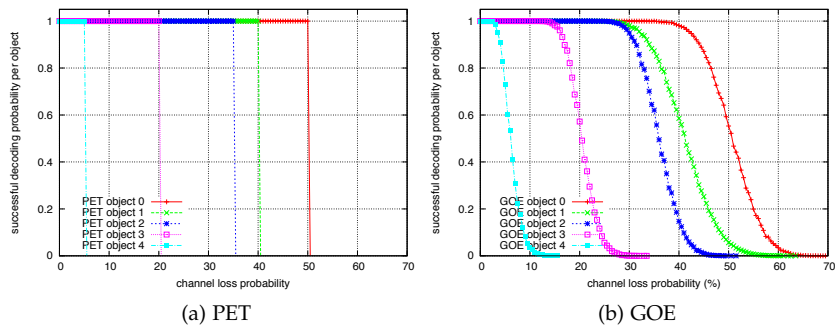 successful decoding probability per object
1
0.8
0.6
0.4
0.2
0
PET object 0
PET object 1
PET object 2
PET object 3
PET object 4
0 10 20 30 40 50 60 70
channel loss probability
(a) PET
successful decoding probability per object
1
0.8
0.6
0.4
0.2
0
GOE object 0
GOE object 1
GOE object 2
GOE object 3
GOE object 4
0 10 20 30 40 50 60 70
channel loss probability (%)
(b) GOE